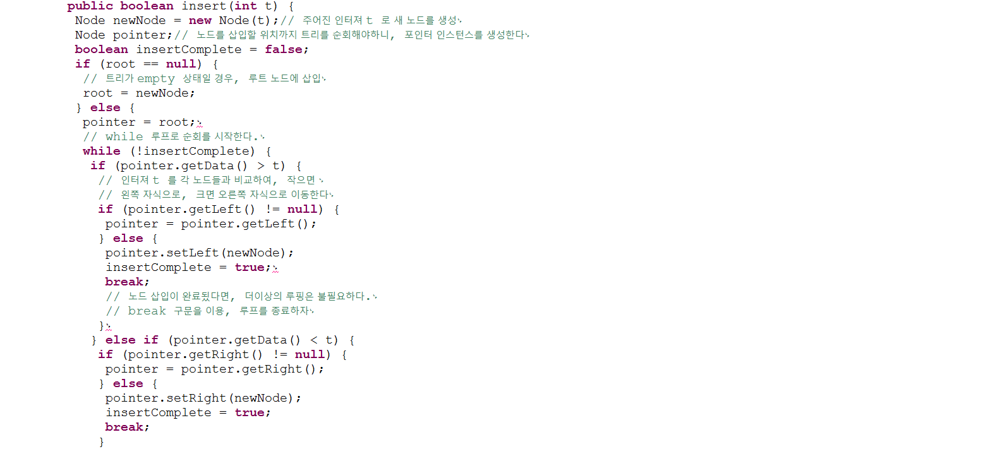 public boolean insert(int t) {
Node newNode = new Node(t);// 주어진 인터져 t 로 새 노드를 생성
Node pointer;// 노드를 삽입할 위치까지 트리를 순회해야하니, 포인터 인스턴스를 생성한다
boolean insertComplete = false;
if (root == null) {
// 트리가 empty 상태일 경우, 루트 노드에 삽입
root = newNode;
} else {
pointer = root;
// while 루프로 순회를 시작한다.
while (!insertComplete) {
if (pointer.getData() > t) {
// 인터져 t 를 각 노드들과 비교하여, 작으면
// 왼쪽 자식으로, 크면 오른쪽 자식으로 이동한다
if (pointer.getLeft() != null) {
pointer = pointer.getLeft();
} else {
pointer.setLeft(newNode);
insertComplete = true;
break;
// 노드 삽입이 완료됬다면, 더이상의 루핑은 불필요하다.
// break 구문을 이용, 루프를 종료하자
}
} else if (pointer.getData() < t) {
if (pointer.getRight() != null) {
pointer = pointer.getRight();
} else {
pointer.setRight(newNode);
insertComplete = true;
break;
}